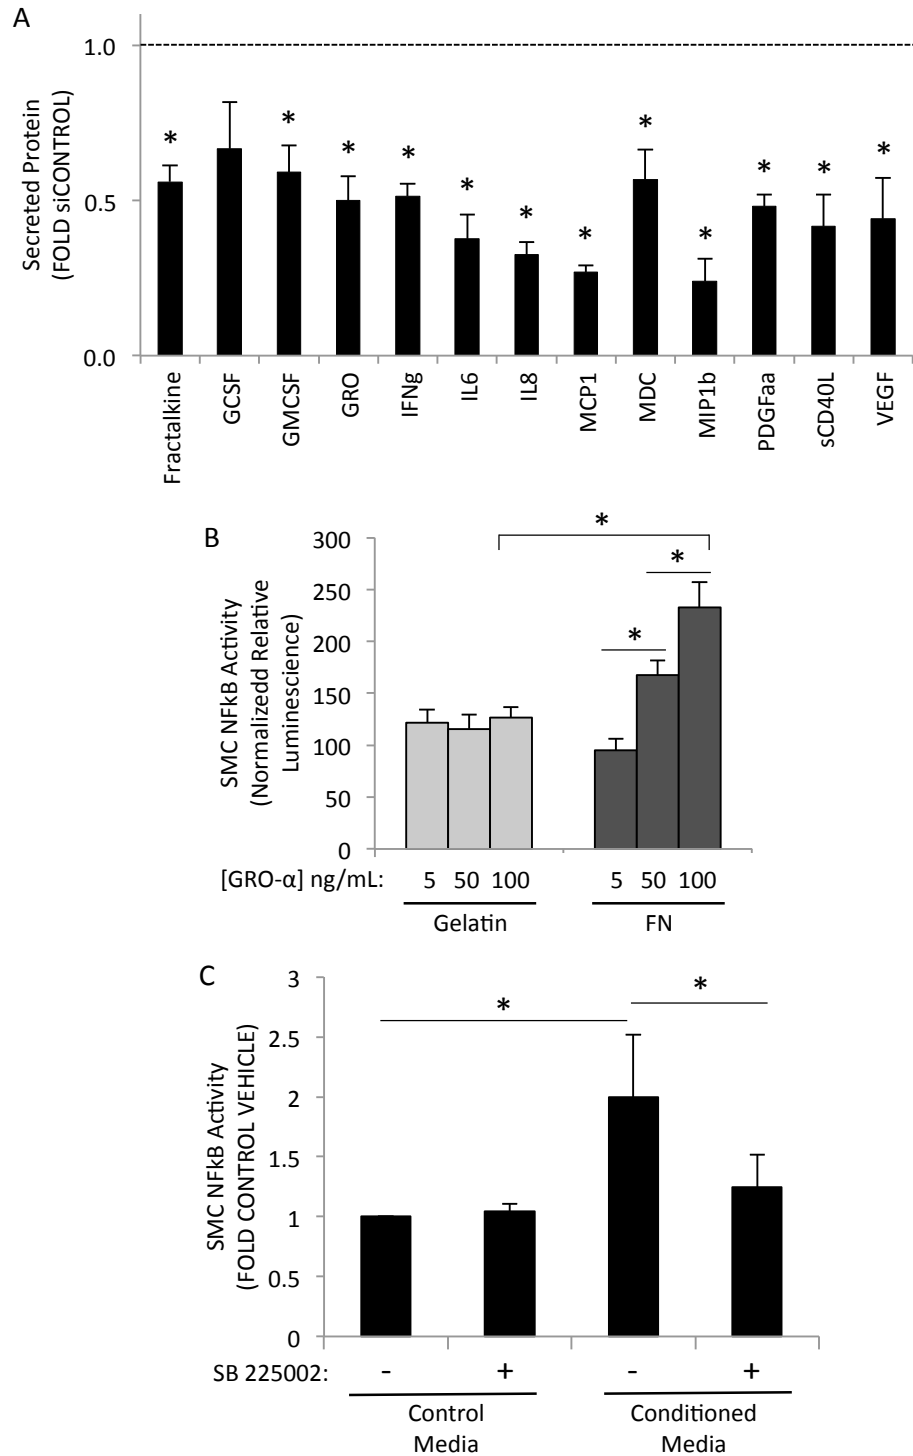 A
Secreted Protein
(FOLD siCONTROL)
1.0
0.5
0.0
* * * * * * * * * * * *
Fractalkine GCSF GMCSF GRO IFNg IL6 IL8 MCP1 MDC MIP1b PDGFaa sCD40L VEGF
B
SMC NFkB Activity
(Normalizedd Relative
Luminescience)
300
250
200
150
100
50
0
*
*
*
[GRO-α] ng/mL: 5 50 100 5 50 100
Gelatin FN
C
SMC NFkB Activity
(FOLD CONTROL VEHICLE)
3
2.5
2
1.5
1
0.5
0
* *
SB 225002: - + - +
Control Conditioned
Media Media